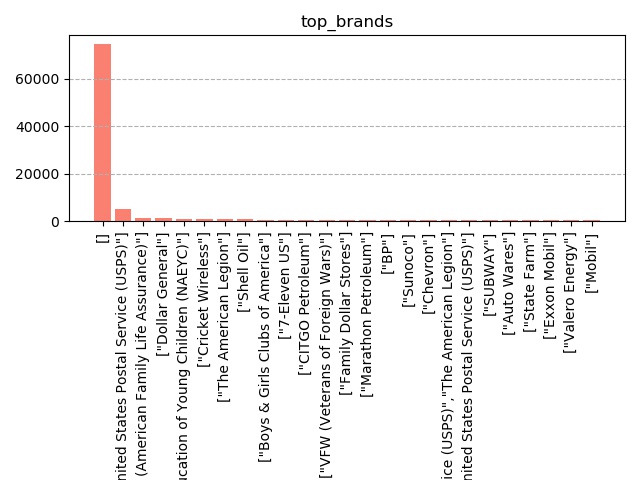 top_brands
60000
40000
20000
0
[]
nited States Postal Service (USPS)"]
(American Family Life Assurance)"]
["Dollar General"]
ucation of Young Children (NAEYC)"]
["Cricket Wireless"]
["The American Legion"]
["Shell Oil"]
["Boys & Girls Clubs of America"]
["7-Eleven US"]
["CITGO Petroleum"]
["VFW (Veterans of Foreign Wars)"]
["Family Dollar Stores"]
["Marathon Petroleum"]
["BP"]
["Sunoco"]
["Chevron"]
ice (USPS)","The American Legion"]
nited States Postal Service (USPS)"]
["SUBWAY"]
["Auto Wares"]
["State Farm"]
["Exxon Mobil"]
["Valero Energy"]
["Mobil"]